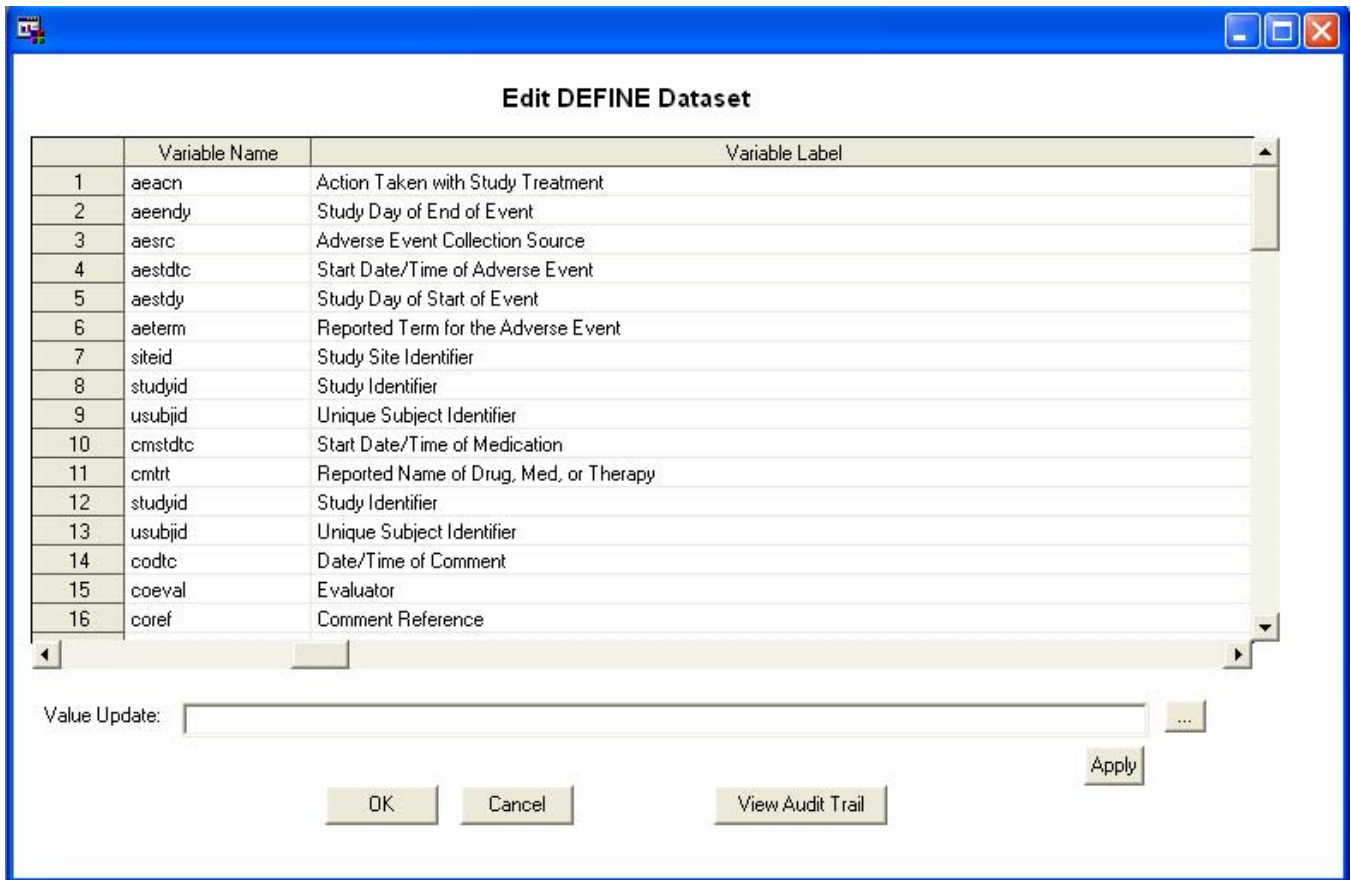 Edit DEFINE Dataset
Variable Name Variable Label
1 aeacn Action Taken with Study Treatment
2 aeendy Study Day of End of Event
3 aesrc Adverse Event Collection Source
4 aestdtc Start Date/Time of Adverse Event
5 aestdy Study Day of Start of Event
6 aeterm Reported Term for the Adverse Event
7 siteid Study Site Identifier
8 studyid Study Identifier
9 usubjid Unique Subject Identifier
10 cmstdtc Start Date/Time of Medication
11 cmtrt Reported Name of Drug, Med, or Therapy
12 studyid Study Identifier
13 usubjid Unique Subject Identifier
14 codtc Date/Time of Comment
15 coeval Evaluator
16 coref Comment Reference
Value Update: ...
Apply
OK Cancel View Audit Trail